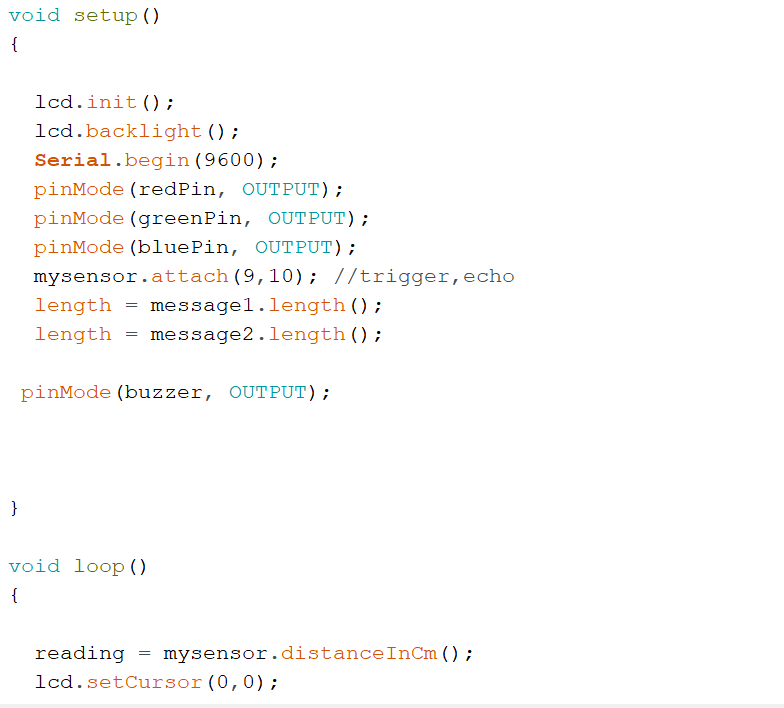 void setup()
{
lcd.init();
lcd.backlight();
Serial.begin(9600);
pinMode(redPin, OUTPUT);
pinMode(greenPin, OUTPUT);
pinMode(bluePin, OUTPUT);
mysensor.attach(9,10); //trigger,echo
length = message1.length();
length = message2.length();
pinMode(buzzer, OUTPUT);
}
void loop()
{
reading = mysensor.distanceInCm();
lcd.setCursor(0,0);